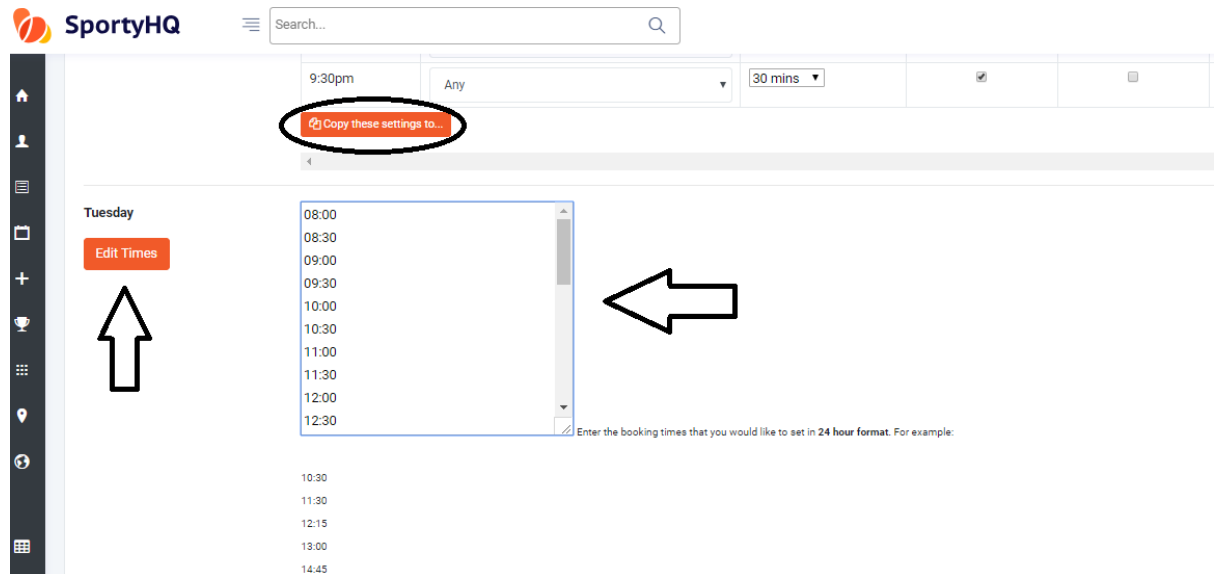 SportyHQ
Search...
9:30pm Any 30 mins
Copy these settings to...
Tuesday
Edit Times
08:00
08:30
09:00
09:30
10:00
10:30
11:00
11:30
12:00
12:30
Enter the booking times that you would like to set in 24 hour format. For example:
10:30
11:30
12:15
13:00
14:45